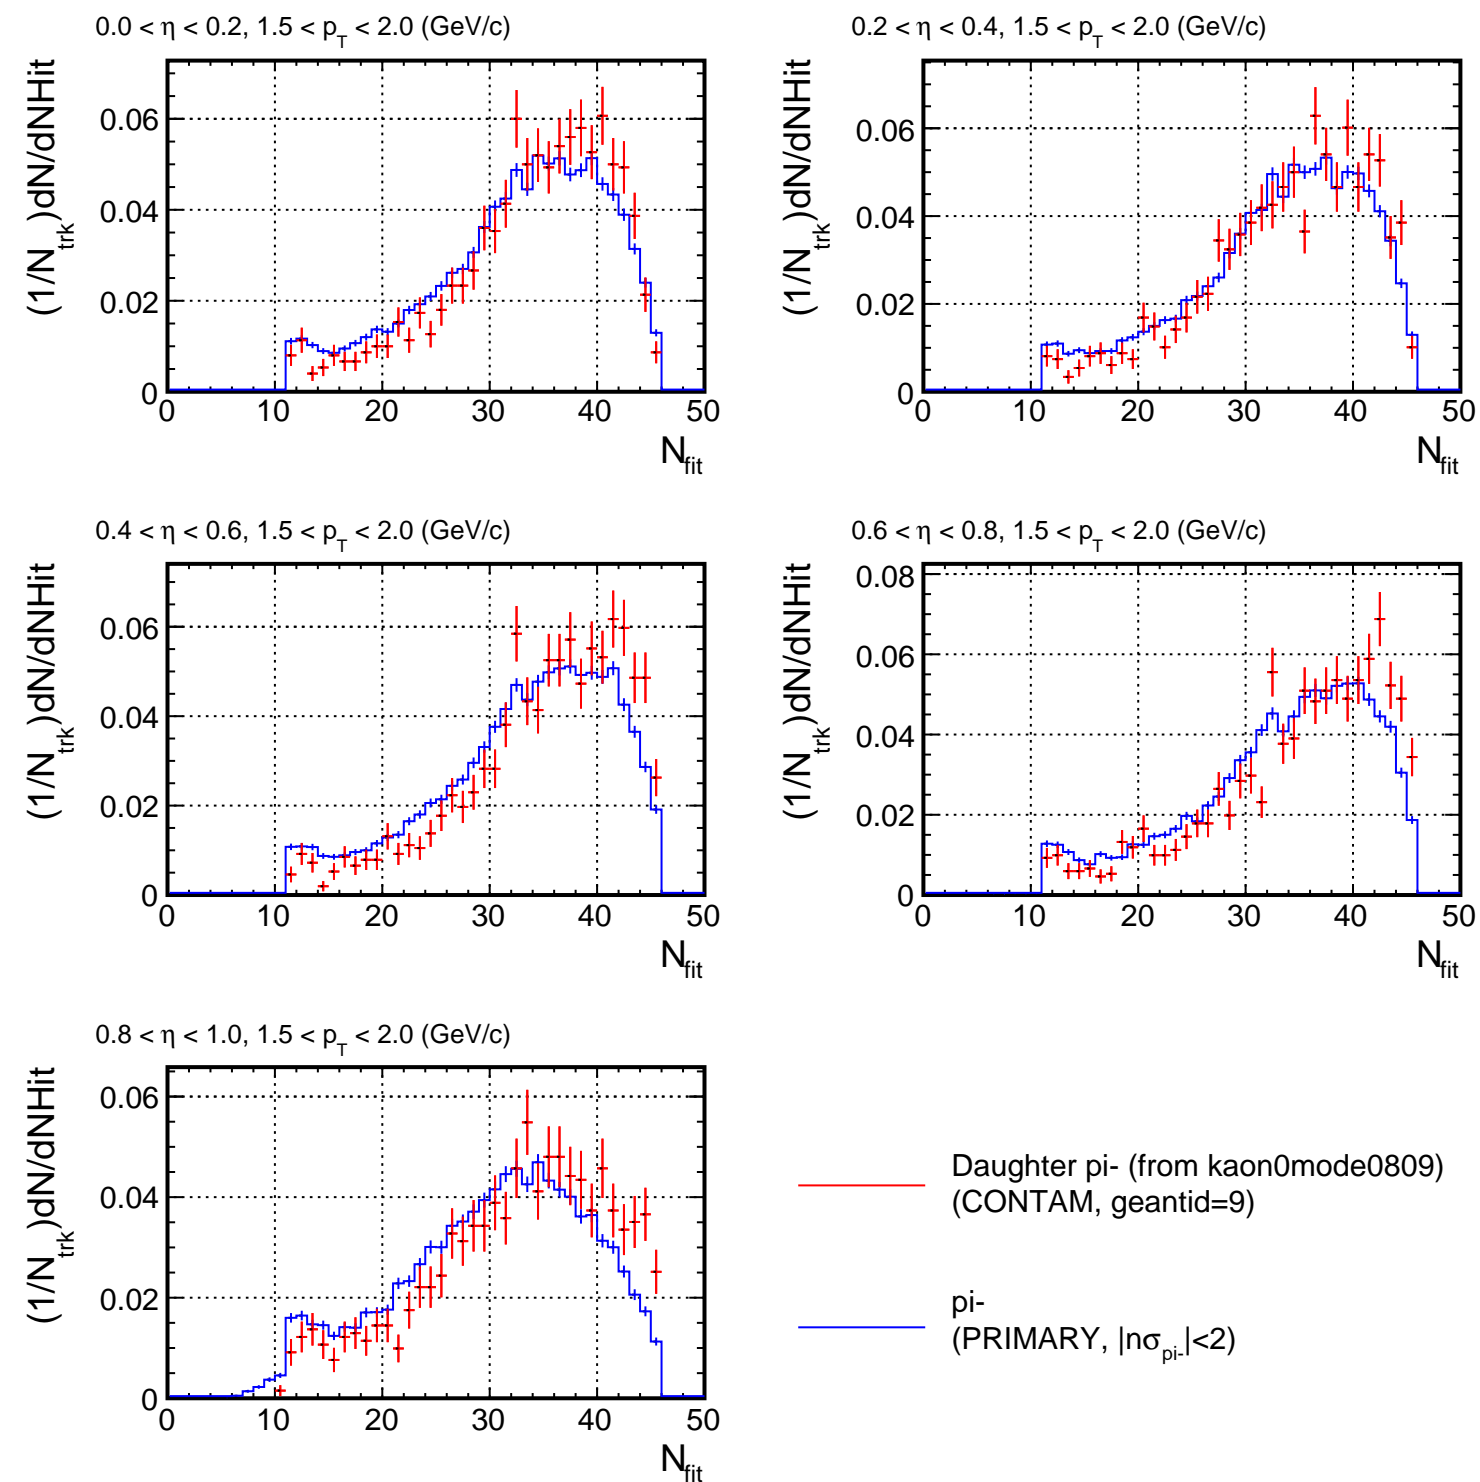 0.0 < η < 0.2, 1.5 < p_T < 2.0 (GeV/c)
(1/N_trk)dN/dNHit
0.06
0.04
0.02
0
0 10 20 30 40 50
N_fit
0.2 < η < 0.4, 1.5 < p_T < 2.0 (GeV/c)
(1/N_trk)dN/dNHit
0.06
0.04
0.02
0
0 10 20 30 40 50
N_fit
0.4 < η < 0.6, 1.5 < p_T < 2.0 (GeV/c)
(1/N_trk)dN/dNHit
0.06
0.04
0.02
0
0 10 20 30 40 50
N_fit
0.6 < η < 0.8, 1.5 < p_T < 2.0 (GeV/c)
(1/N_trk)dN/dNHit
0.08
0.06
0.04
0.02
0
0 10 20 30 40 50
N_fit
0.8 < η < 1.0, 1.5 < p_T < 2.0 (GeV/c)
(1/N_trk)dN/dNHit
0.06
0.04
0.02
0
0 10 20 30 40 50
N_fit
Daughter pi- (from kaon0mode0809)
(CONTAM, geantid=9)
pi-
(PRIMARY, |nσ_pi-|<2)